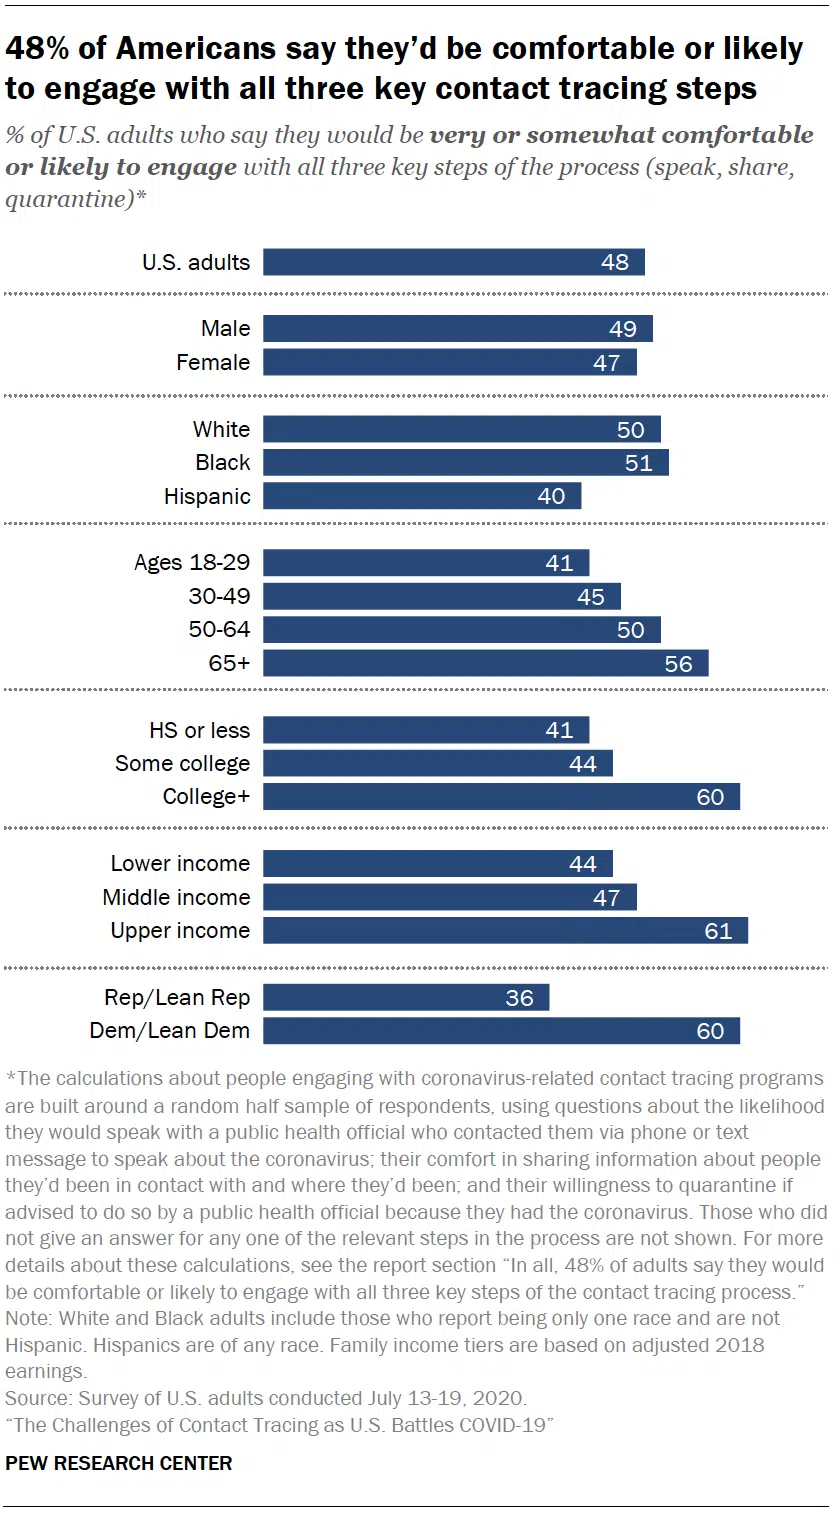 48% of Americans say they’d be comfortable or likely
to engage with all three key contact tracing steps
% of U.S. adults who say they would be very or somewhat comfortable
or likely to engage with all three key steps of the process (speak, share,
quarantine)*
U.S. adults 48
Male 49
Female 47
White 50
Black 51
Hispanic 40
Ages 18-29 41
30-49 45
50-64 50
65+ 56
HS or less 41
Some college 44
College+ 60
Lower income 44
Middle income 47
Upper income 61
Rep/Lean Rep 36
Dem/Lean Dem 60
*The calculations about people engaging with coronavirus-related contact tracing programs
are built around a random half sample of respondents, using questions about the likelihood
they would speak with a public health official who contacted them via phone or text
message to speak about the coronavirus; their comfort in sharing information about people
they’d been in contact with and where they’d been; and their willingness to quarantine if
advised to do so by a public health official because they had the coronavirus. Those who did
not give an answer for any one of the relevant steps in the process are not shown. For more
details about these calculations, see the report section “In all, 48% of adults say they would
be comfortable or likely to engage with all three key steps of the contact tracing process.”
Note: White and Black adults include those who report being only one race and are not
Hispanic. Hispanics are of any race. Family income tiers are based on adjusted 2018
earnings.
Source: Survey of U.S. adults conducted July 13-19, 2020.
“The Challenges of Contact Tracing as U.S. Battles COVID-19”
PEW RESEARCH CENTER